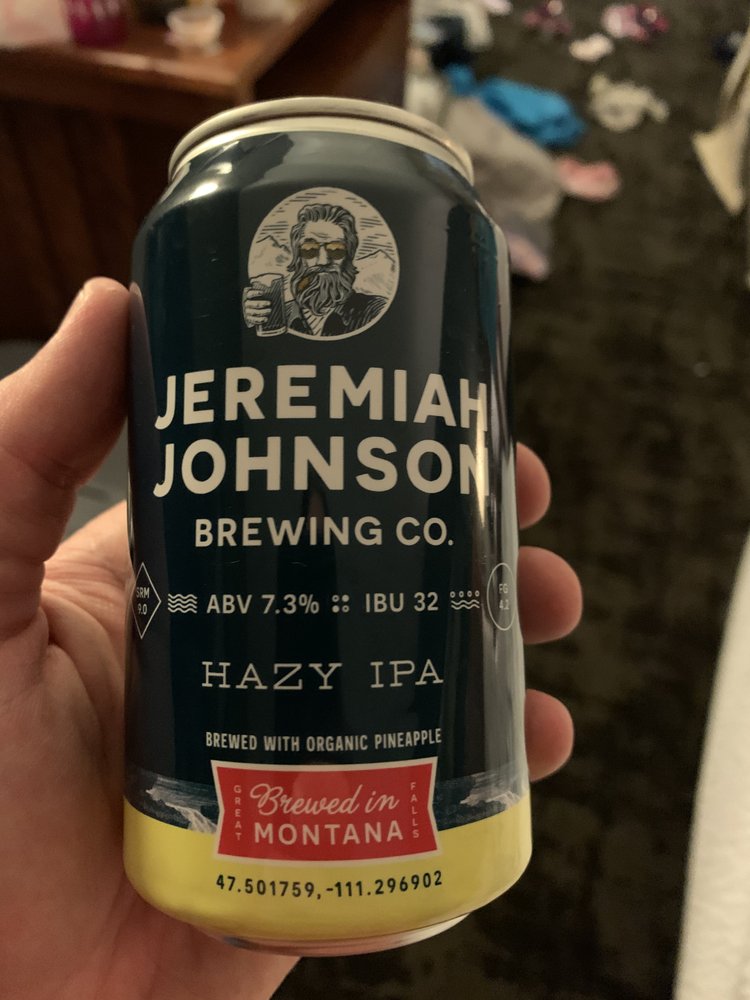 JEREMIAH
JOHNSON
BREWING CO.
SRM
9.0
ABV 7.3% :: IBU 32
FG
4.2
HAZY IPA
BREWED WITH ORGANIC PINEAPPLE
GREAT
Brewed in
MONTANA
FALLS
47.501759,-111.296902